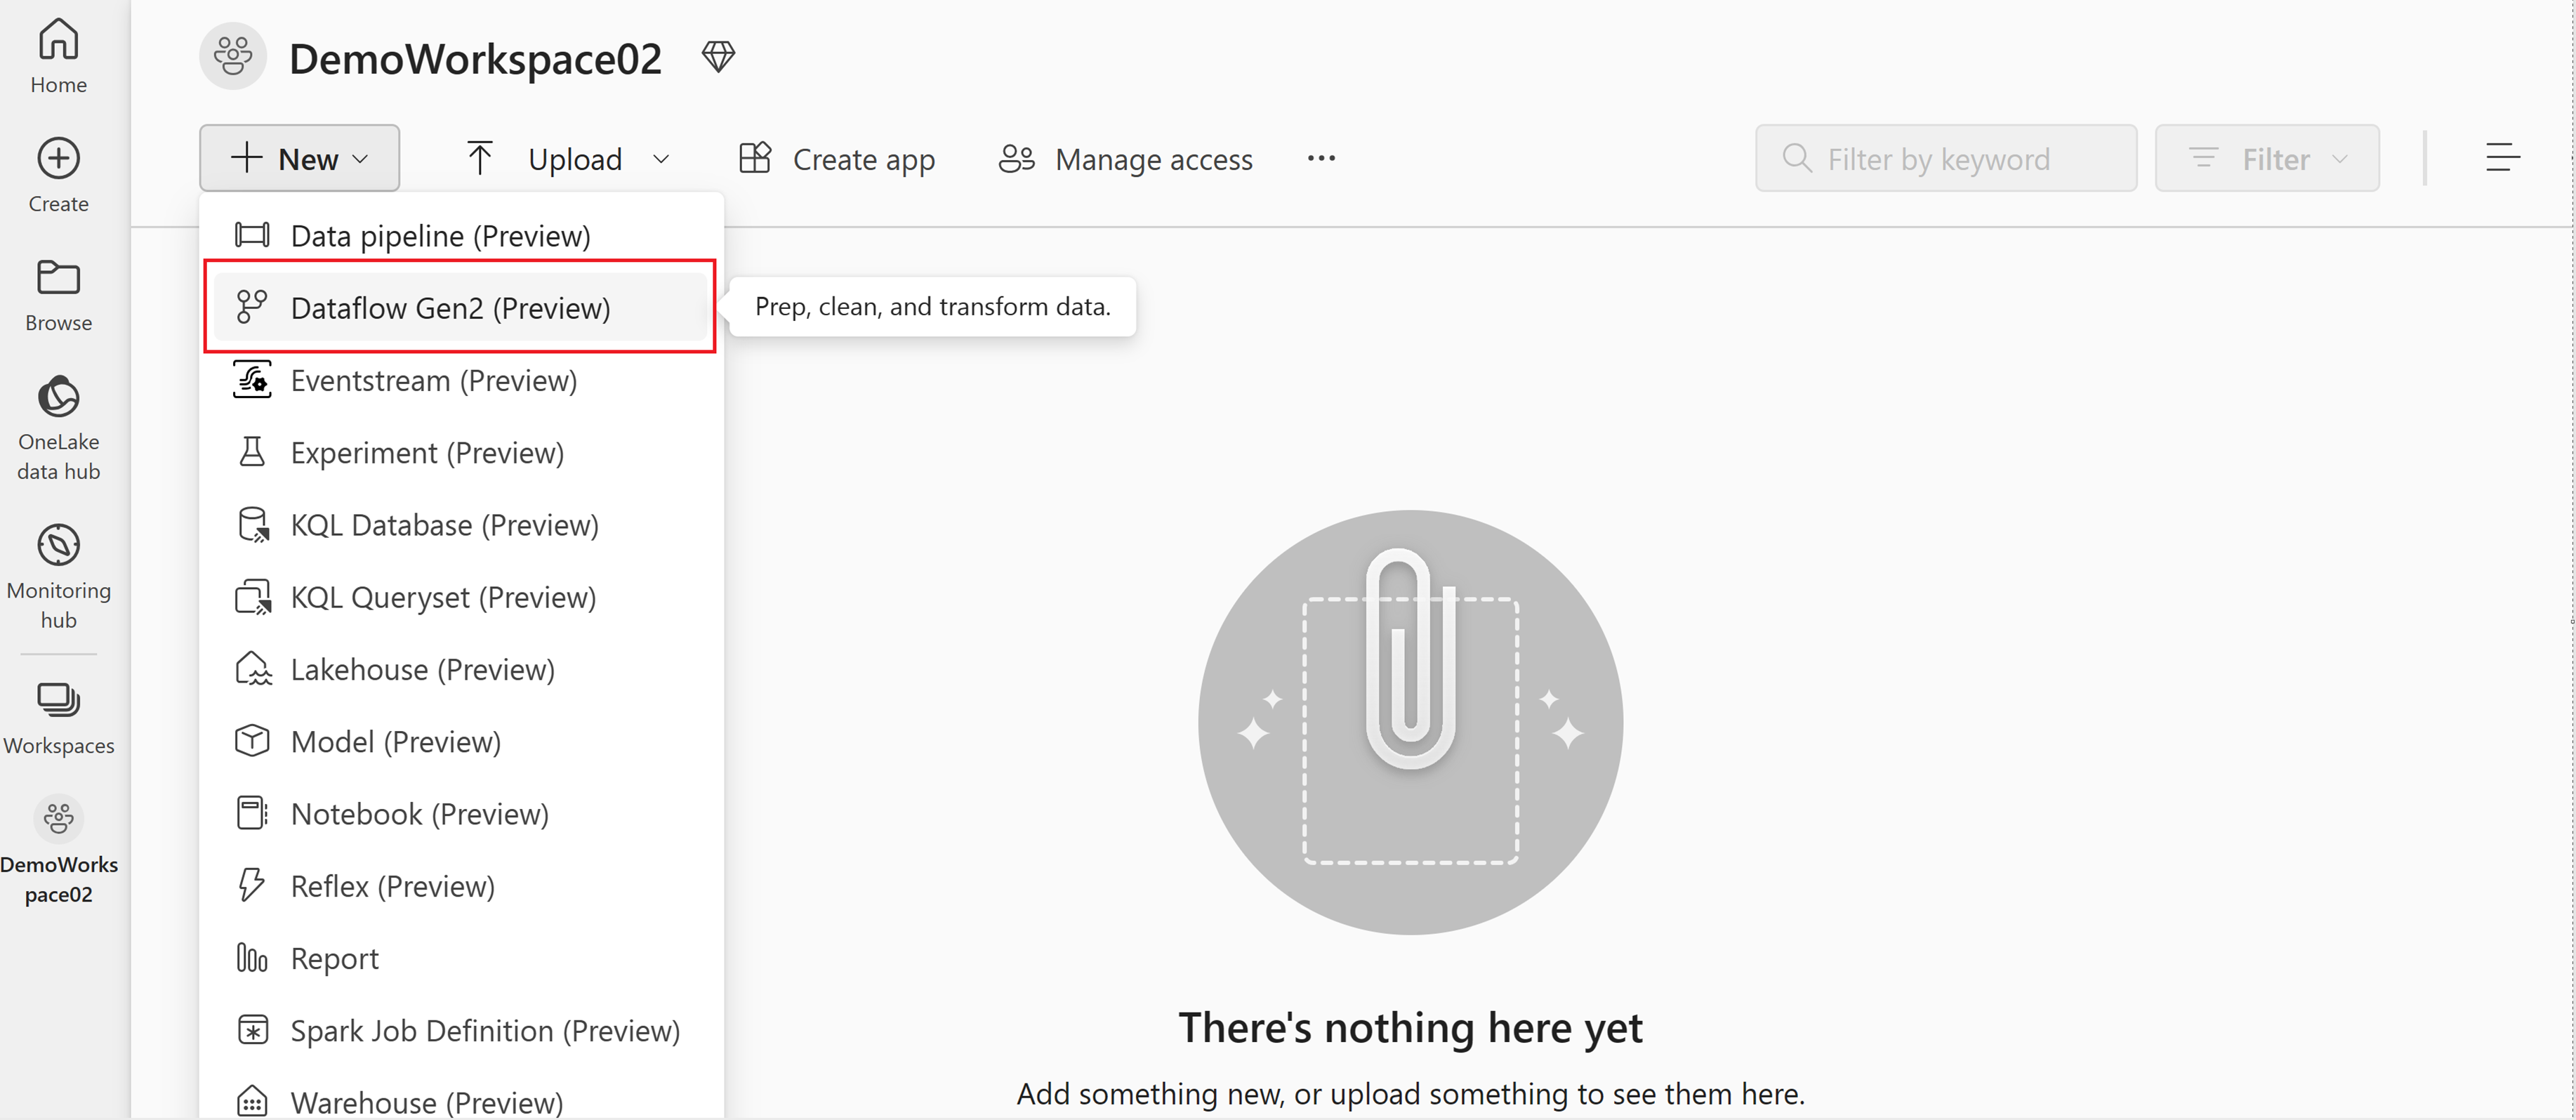 Home
Create
Browse
OneLake
data hub
Monitoring
hub
Workspaces
DemoWorks
pace02
DemoWorkspace02
New
Upload
Create app
Manage access
Filter by keyword
Filter
Data pipeline (Preview)
Dataflow Gen2 (Preview)
Prep, clean, and transform data.
Eventstream (Preview)
Experiment (Preview)
KQL Database (Preview)
KQL Queryset (Preview)
Lakehouse (Preview)
Model (Preview)
Notebook (Preview)
Reflex (Preview)
Report
Spark Job Definition (Preview)
Warehouse (Preview)
There's nothing here yet
Add something new, or upload something to see them here.